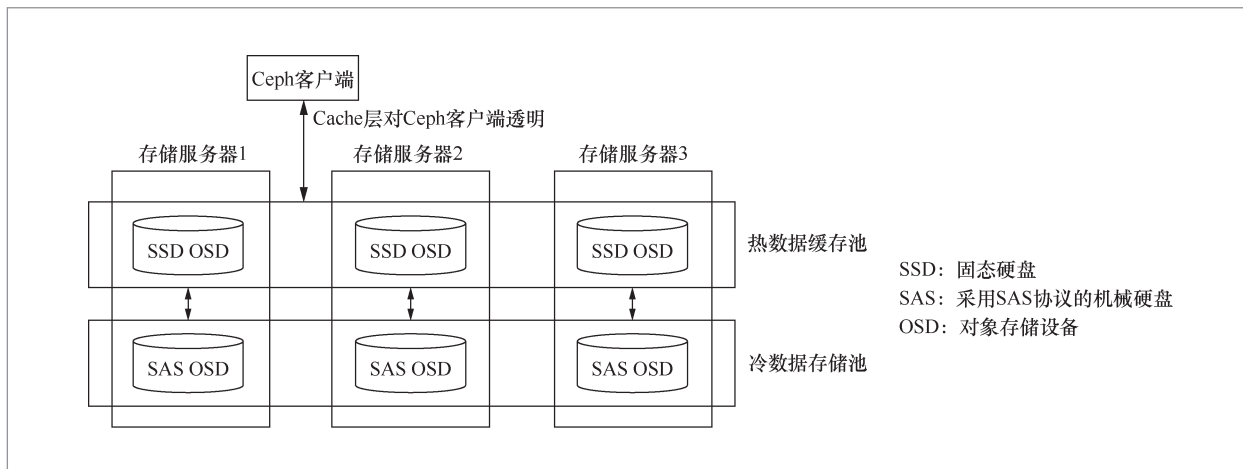 Ceph客户端
Cache层对Ceph客户端透明
存储服务器1
存储服务器2
存储服务器3
SSD OSD
SSD OSD
SSD OSD
热数据缓存池
SAS OSD
SAS OSD
SAS OSD
冷数据存储池
SSD：固态硬盘
SAS：采用SAS协议的机械硬盘
OSD：对象存储设备